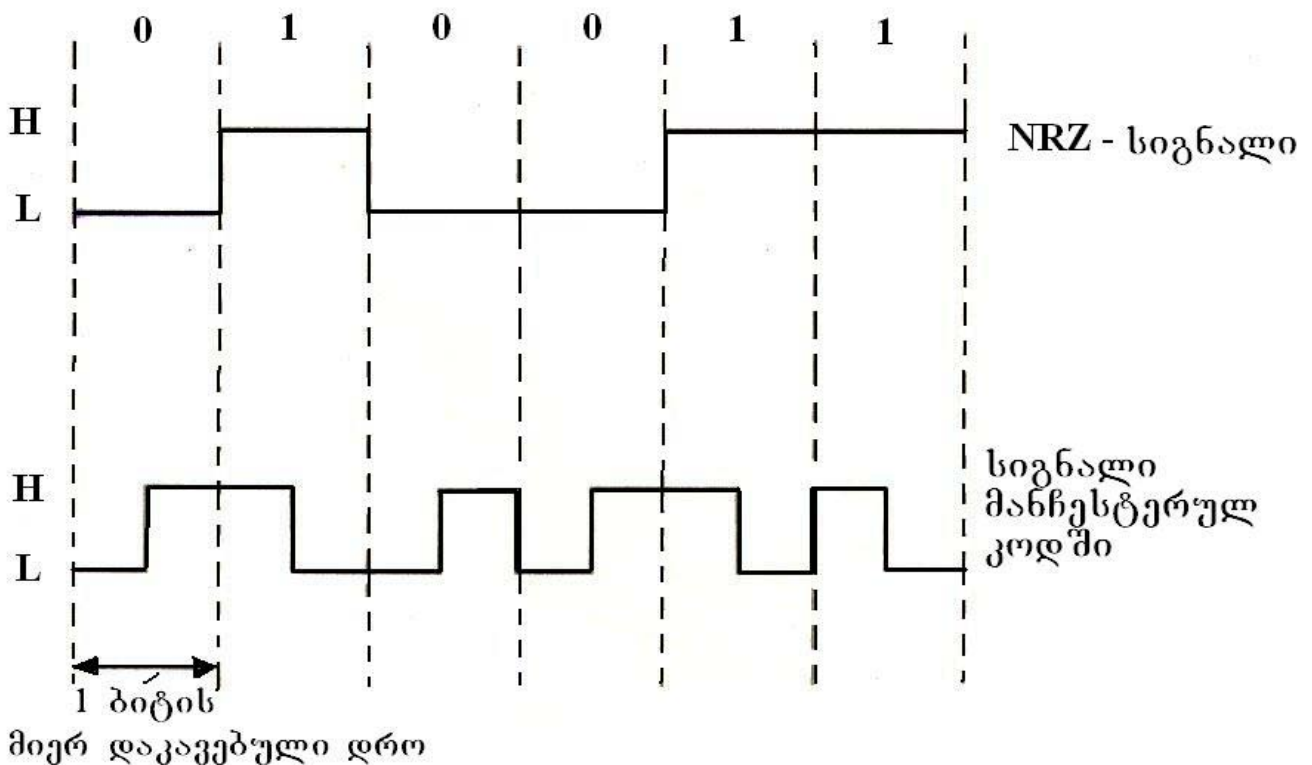 0 1 0 0 1 1
H
L
NRZ - სიგნალი
H
L
სიგნალი
მანჩესტერულ
კოდში
1 ბიტის
მიერ დაკავებული დრო